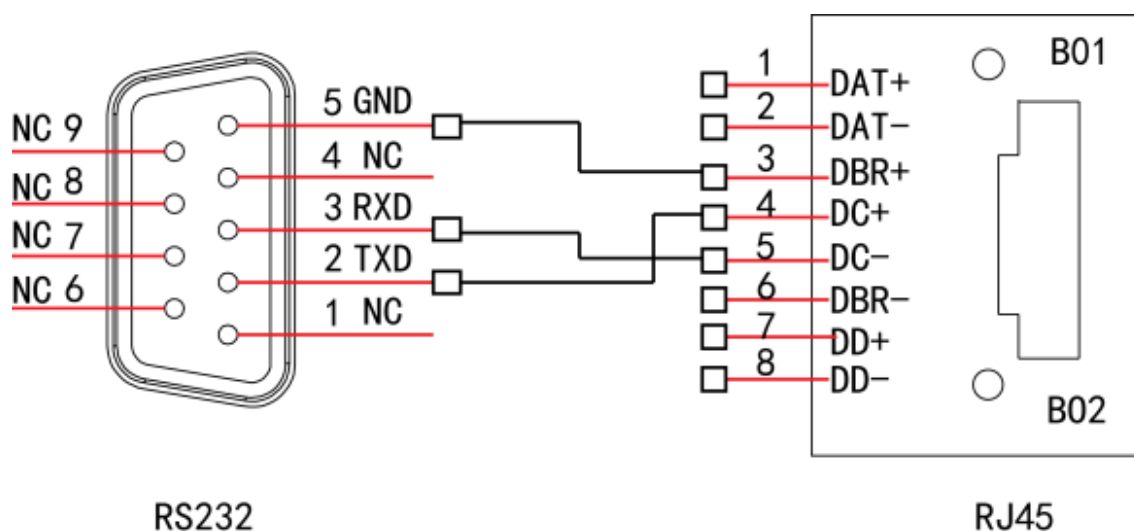 5 GND
NC 9
4 NC
NC 8
3 RXD
NC 7
2 TXD
NC 6
1 NC
RS232
B01
1 DAT+
2 DAT-
3 DBR+
4 DC+
5 DC-
6 DBR-
7 DD+
8 DD-
B02
RJ45